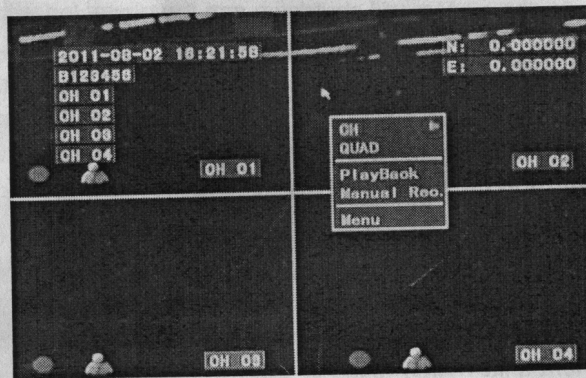 2011-08-02 16:21:58
B123456
CH 01
CH 02
CH 03
CH 04
N: 0.000000
E: 0.000000
CH 01
CH
QUAD
PlayBack
Manual Rec.
Menu
CH 02
CH 03
CH 04